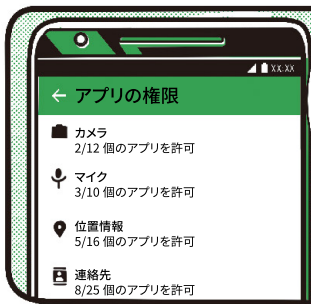 XX:XX
← アプリの権限
カメラ
2/12 個のアプリを許可
マイク
3/10 個のアプリを許可
位置情報
5/16 個のアプリを許可
連絡先
8/25 個のアプリを許可